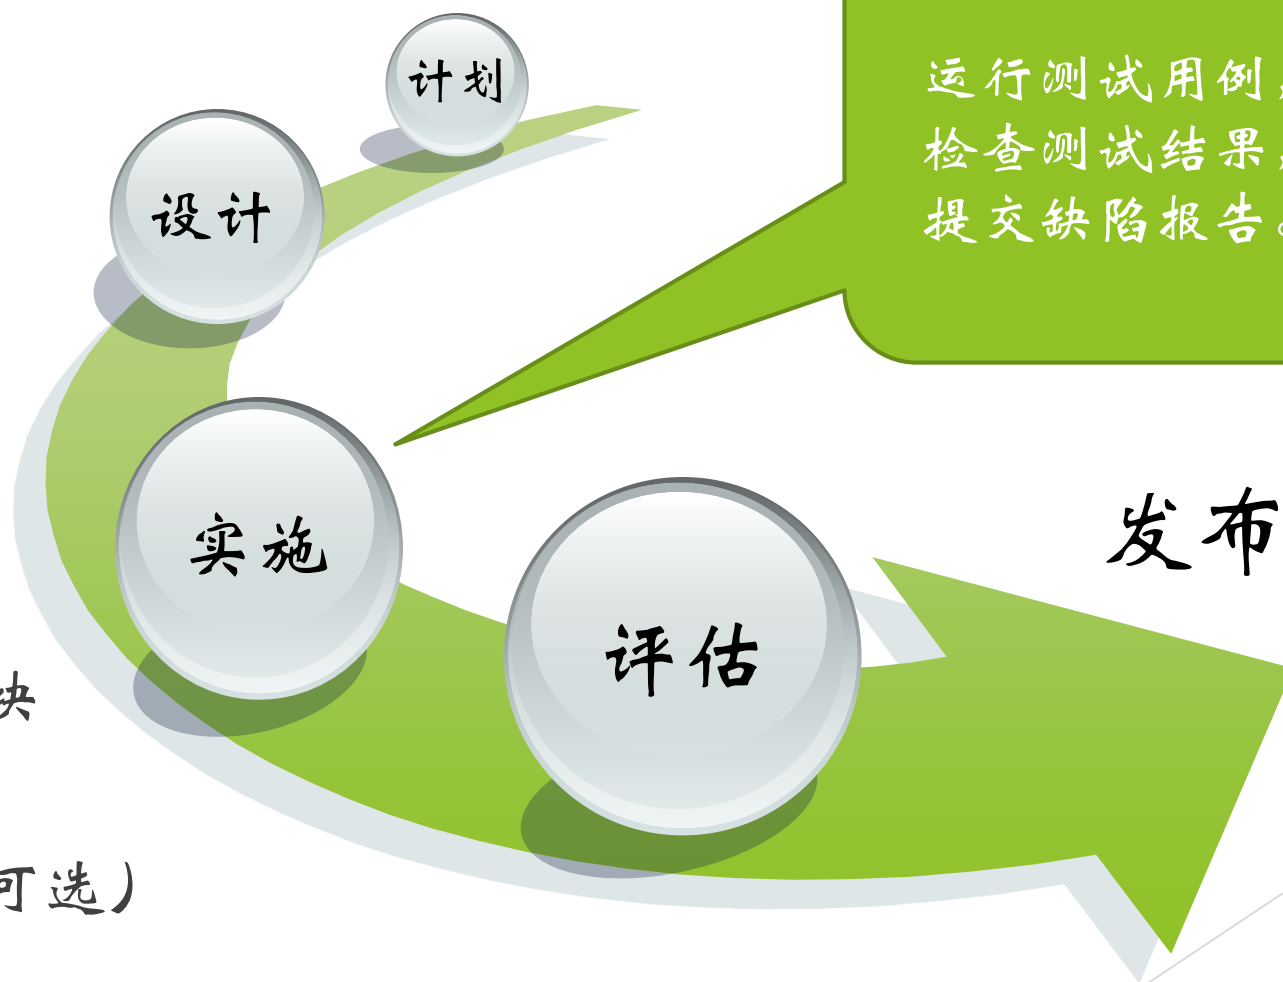 计划
运行测试用例，
检查测试结果，
提交缺陷报告。
设计
发布
实施
评估
缺
可选）